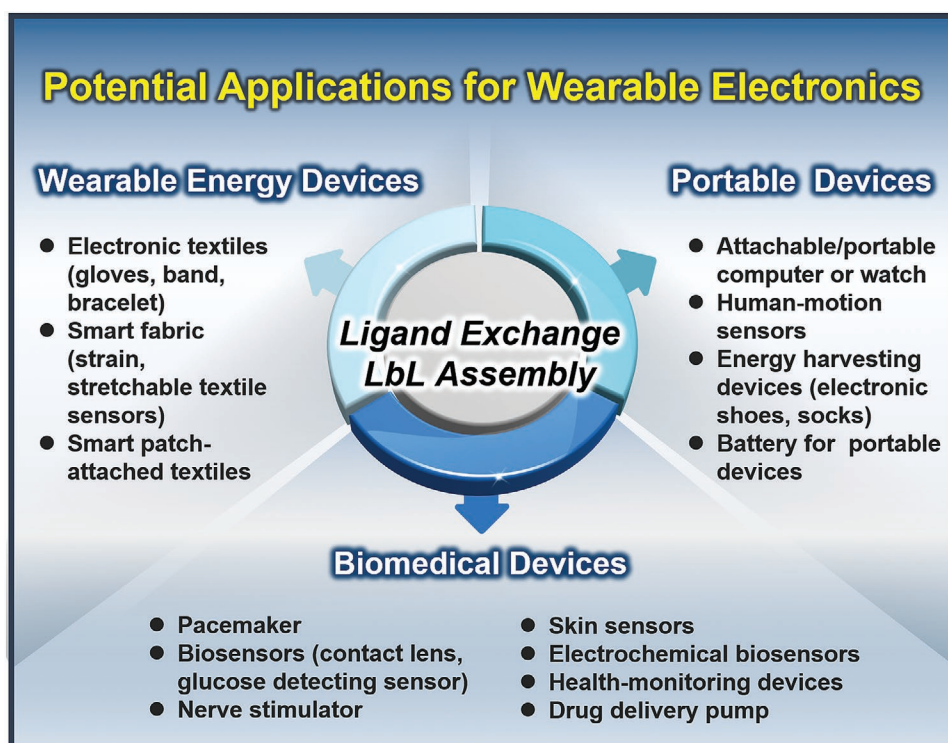 Potential Applications for Wearable Electronics
Wearable Energy Devices
● Electronic textiles
(gloves, band,
bracelet)
● Smart fabric
(strain,
stretchable textile
sensors)
● Smart patch-
attached textiles
Portable Devices
● Attachable/portable
computer or watch
● Human-motion
sensors
● Energy harvesting
devices (electronic
shoes, socks)
● Battery for portable
devices
Ligand Exchange
LbL Assembly
Biomedical Devices
● Pacemaker
● Biosensors (contact lens,
glucose detecting sensor)
● Nerve stimulator
● Skin sensors
● Electrochemical biosensors
● Health-monitoring devices
● Drug delivery pump